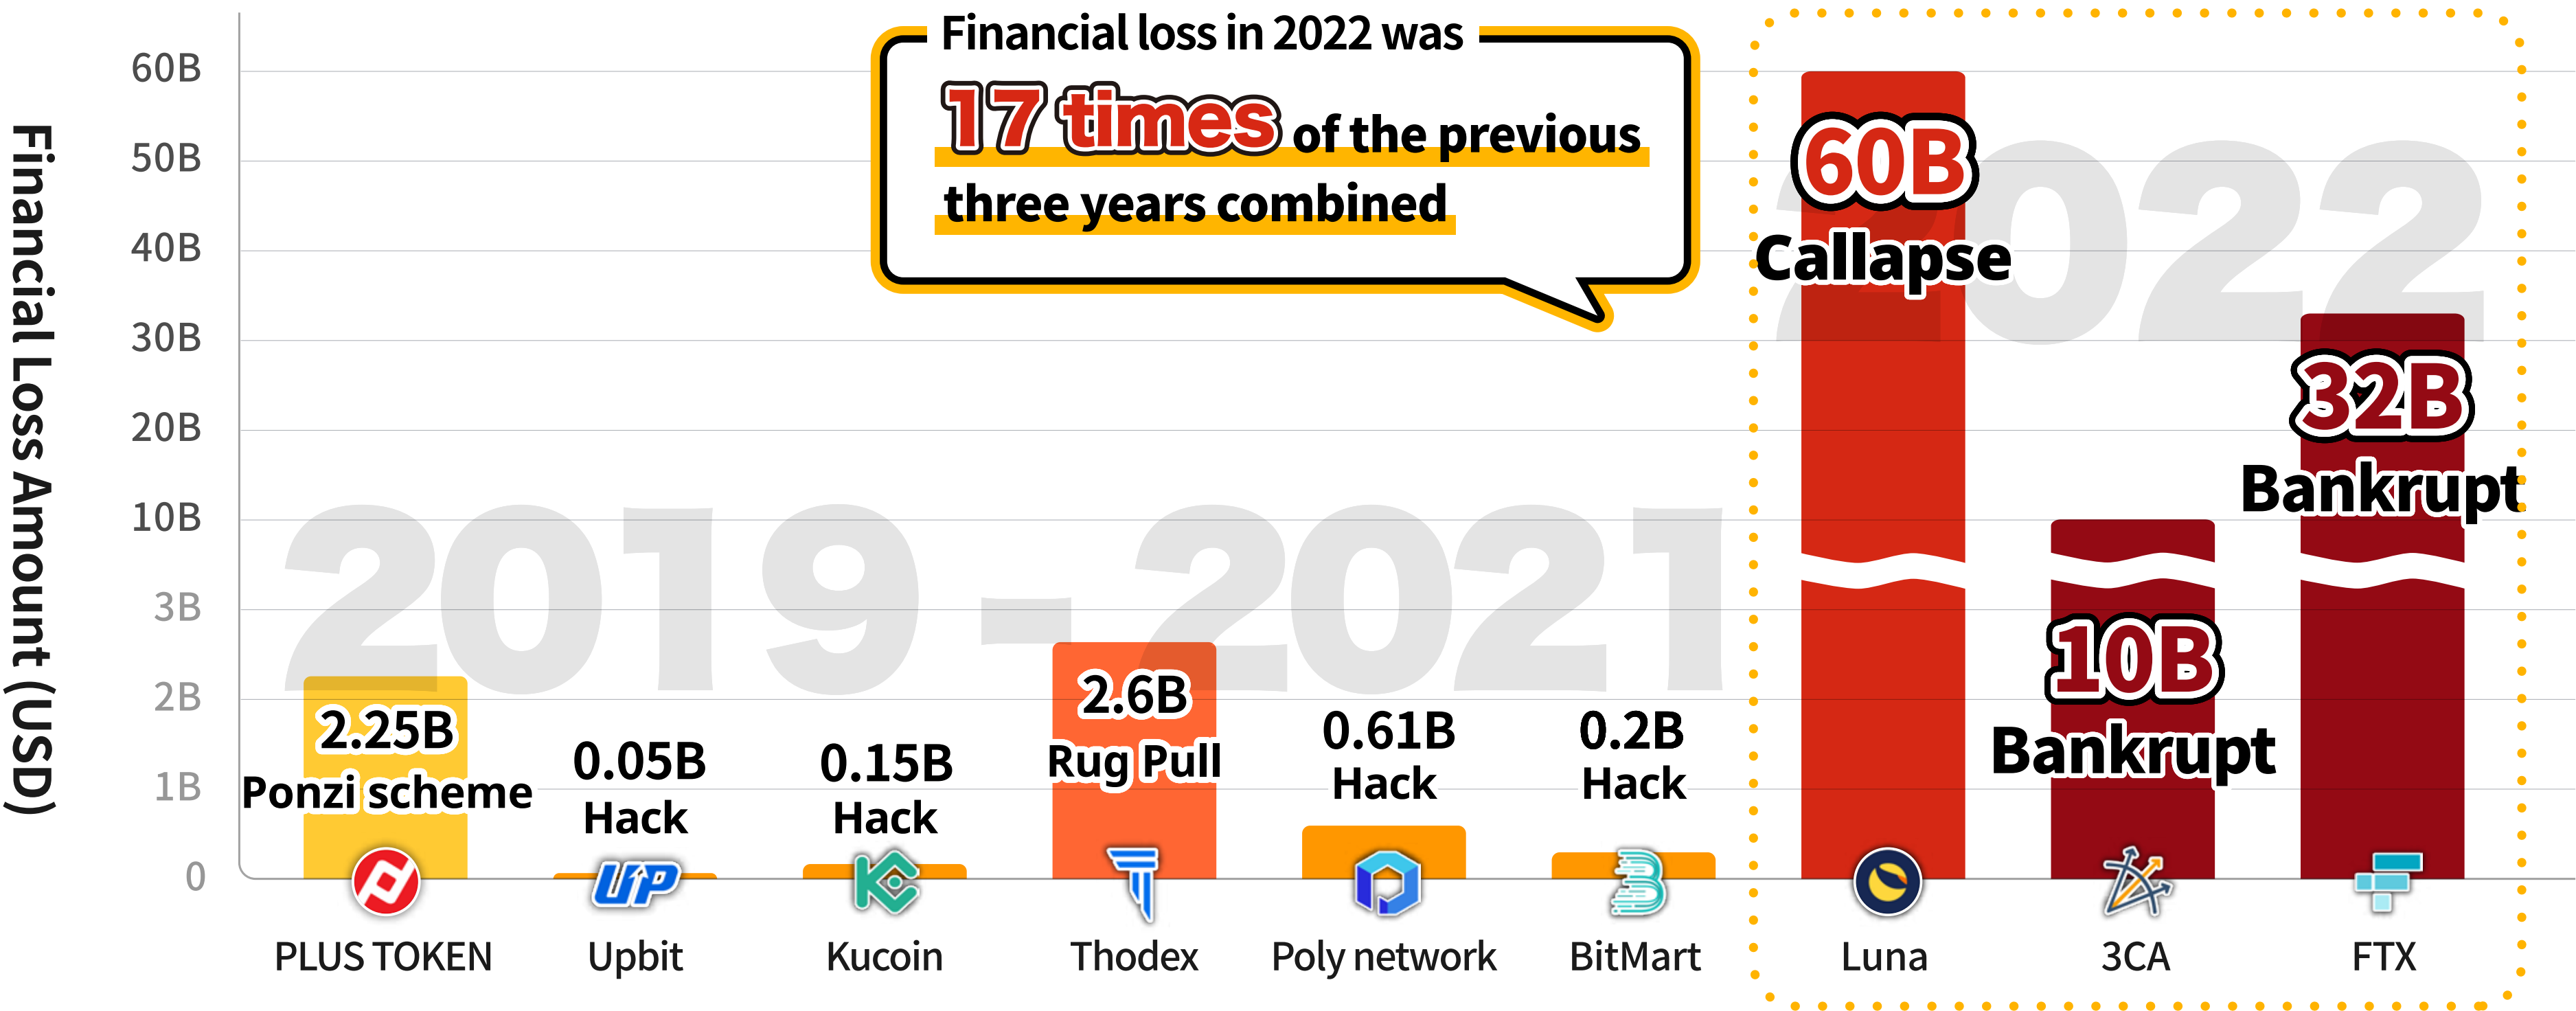 Financial Loss Amount (USD)
60B
50B
40B
30B
20B
10B
3B
2B
1B
0
Financial loss in 2022 was
17 times of the previous
three years combined
2019 - 2021
2022
2.25B
Ponzi scheme
0.05B
Hack
0.15B
Hack
2.6B
Rug Pull
0.61B
Hack
0.2B
Hack
60B
Callapse
10B
Bankrupt
32B
Bankrupt
UP
PLUS TOKEN
Upbit
Kucoin
Thodex
Poly network
BitMart
Luna
3CA
FTX